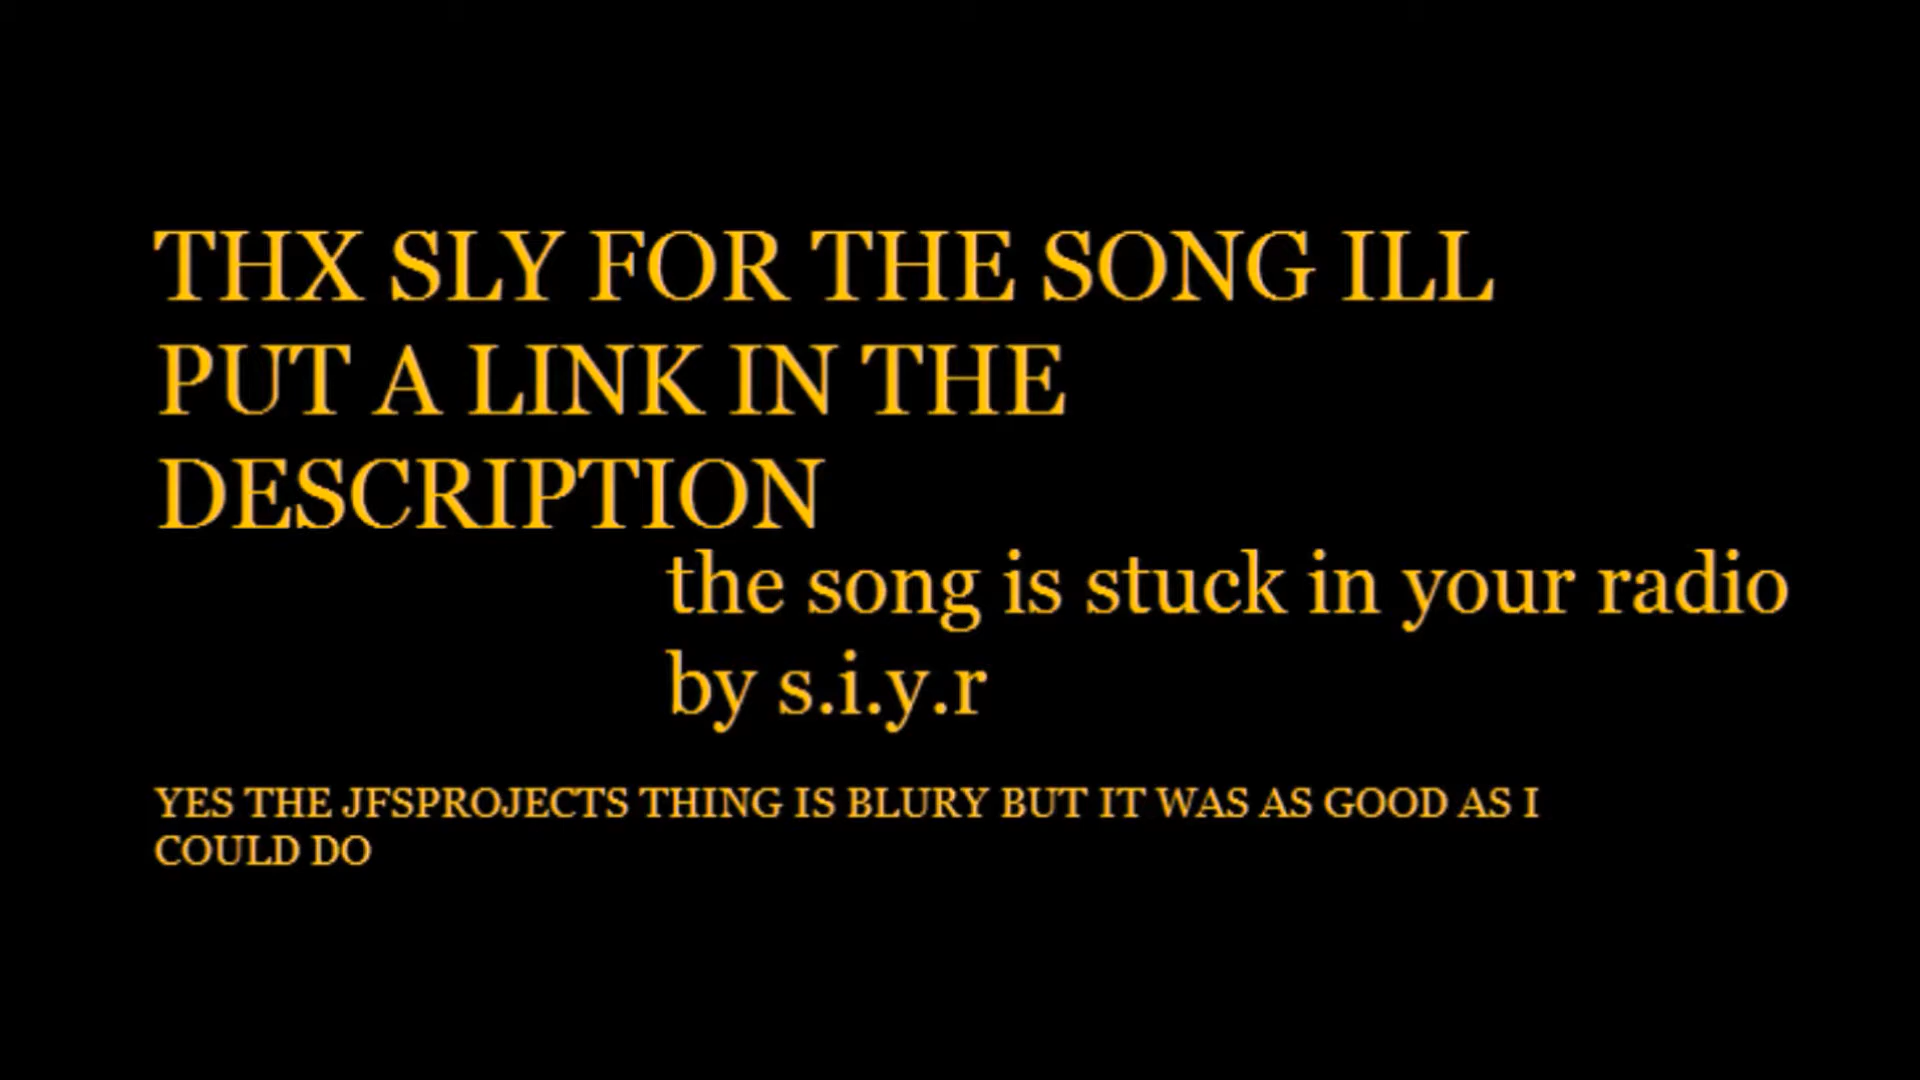 THX SLY FOR THE SONG ILL
PUT A LINK IN THE
DESCRIPTION
the song is stuck in your radio
by s.i.y.r
YES THE JFSPROJECTS THING IS BLURY BUT IT WAS AS GOOD AS I
COULD DO